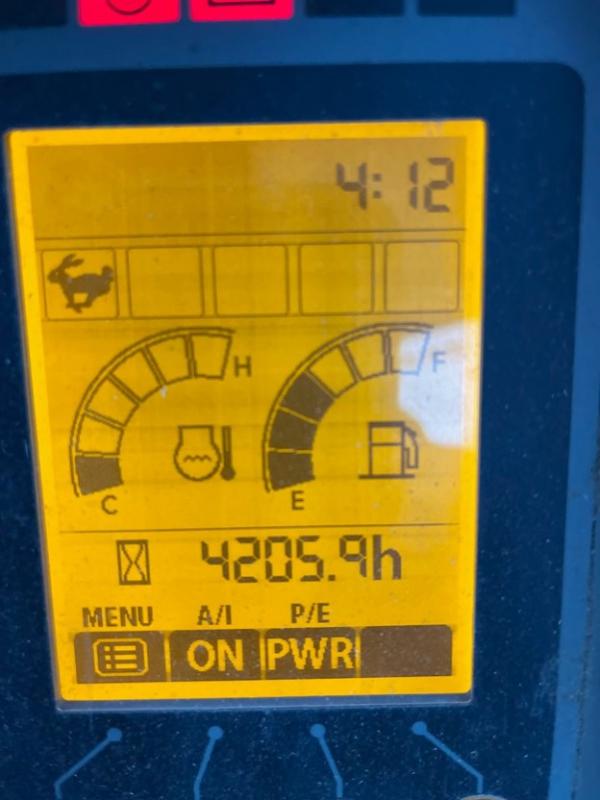 4:12
H F
C E
4205.9h
MENU A/I P/E
ON PWR